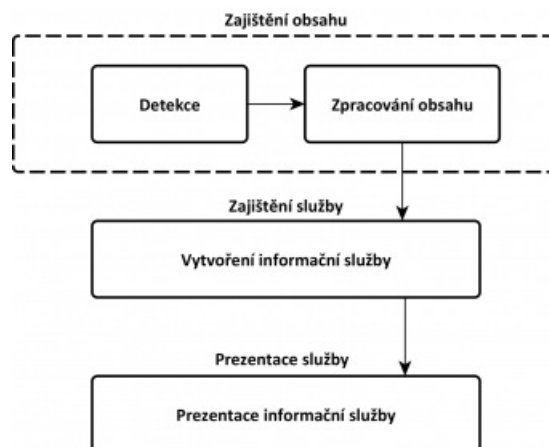 Zajištění obsahu
Detekce
Zpracování obsahu
Zajištění služby
Vytvoření informační služby
Prezentace služby
Prezentace informační služby